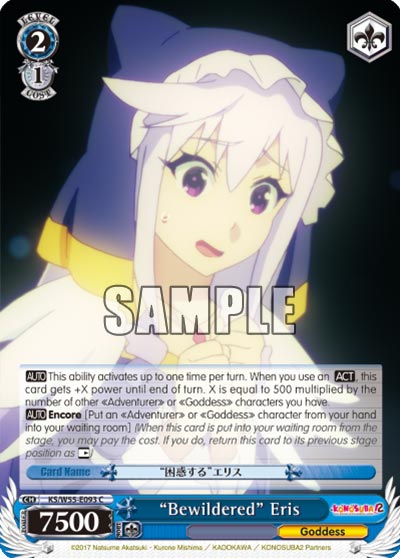 LEVEL
2
1
COST
SAMPLE
AUTO This ability activates up to one time per turn. When you use an ACT, this
card gets +X power until end of turn. X is equal to 500 multiplied by the
number of other «Adventurer» or «Goddess» characters you have.
AUTO Encore [Put an «Adventurer» or «Goddess» character from your hand
into your waiting room] (When this card is put into your waiting room from
the stage, you may pay the cost. If you do, return this card to its previous stage
position as
Card Name
“困惑する”エリス
CH KS/W55-E093 C
POWER 7500
“Bewildered” Eris
KONOSUBA 2
Goddess
©2017 Natsume Akatsuki・Kurone Mishima / KADOKAWA / KONOSUBA2 Partners